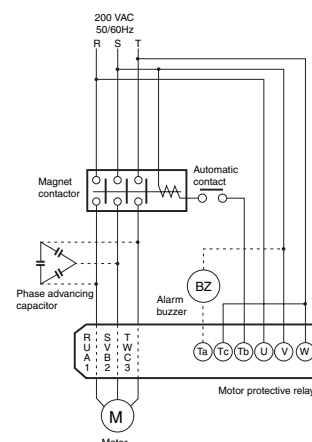 200 VAC
50/60Hz
R S T
Magnet
contactor
Automatic
contact
BZ
Phase advancing
capacitor
Alarm
buzzer
R S T
U V W
A B C
1 2 3
Ta Tc Tb U V W
Motor protective relay
M
Motor